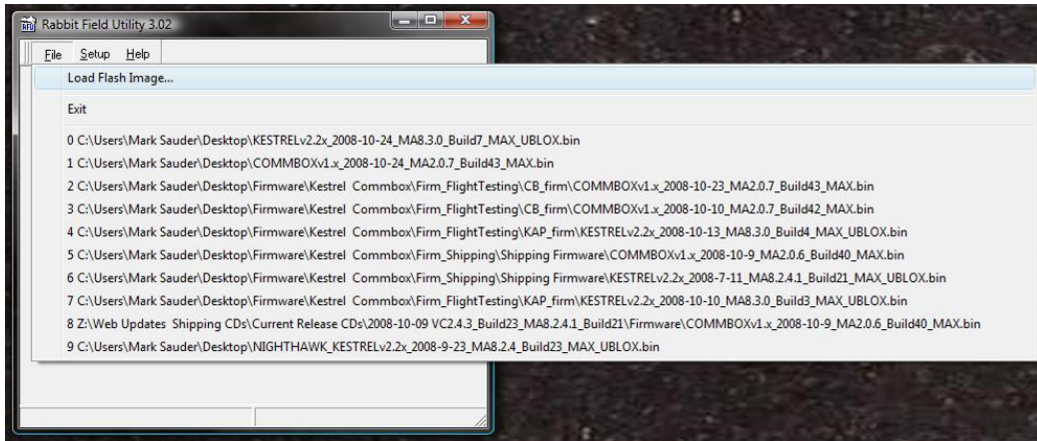 Rabbit Field Utility 3.02
File Setup Help
Load Flash Image...
Exit
0 C:\Users\Mark Sauder\Desktop\KESTRELv2.2x_2008-10-24_MA8.3.0_Build7_MAX_UBLOX.bin
1 C:\Users\Mark Sauder\Desktop\COMMBOXv1.x_2008-10-24_MA2.0.7_Build43_MAX.bin
2 C:\Users\Mark Sauder\Desktop\Firmware\Kestrel  Commbox\Firm_FlightTesting\CB_firm\COMMBOXv1.x_2008-10-23_MA2.0.7_Build43_MAX.bin
3 C:\Users\Mark Sauder\Desktop\Firmware\Kestrel  Commbox\Firm_FlightTesting\CB_firm\COMMBOXv1.x_2008-10-10_MA2.0.7_Build42_MAX.bin
4 C:\Users\Mark Sauder\Desktop\Firmware\Kestrel  Commbox\Firm_FlightTesting\KAP_firm\KESTRELv2.2x_2008-10-13_MA8.3.0_Build4_MAX_UBLOX.bin
5 C:\Users\Mark Sauder\Desktop\Firmware\Kestrel  Commbox\Firm_Shipping\Shipping Firmware\COMMBOXv1.x_2008-10-9_MA2.0.6_Build40_MAX.bin
6 C:\Users\Mark Sauder\Desktop\Firmware\Kestrel  Commbox\Firm_Shipping\Shipping Firmware\KESTRELv2.2x_2008-7-11_MA8.2.4.1_Build21_MAX_UBLOX.bin
7 C:\Users\Mark Sauder\Desktop\Firmware\Kestrel  Commbox\Firm_FlightTesting\KAP_firm\KESTRELv2.2x_2008-10-10_MA8.3.0_Build3_MAX_UBLOX.bin
8 Z:\Web Updates  Shipping CDs\Current Release CDs\2008-10-09 VC2.4.3_Build23_MA8.2.4.1_Build21\Firmware\COMMBOXv1.x_2008-10-9_MA2.0.6_Build40_MAX.bin
9 C:\Users\Mark Sauder\Desktop\NIGHTHAWK_KESTRELv2.2x_2008-9-23_MA8.2.4_Build23_MAX_UBLOX.bin